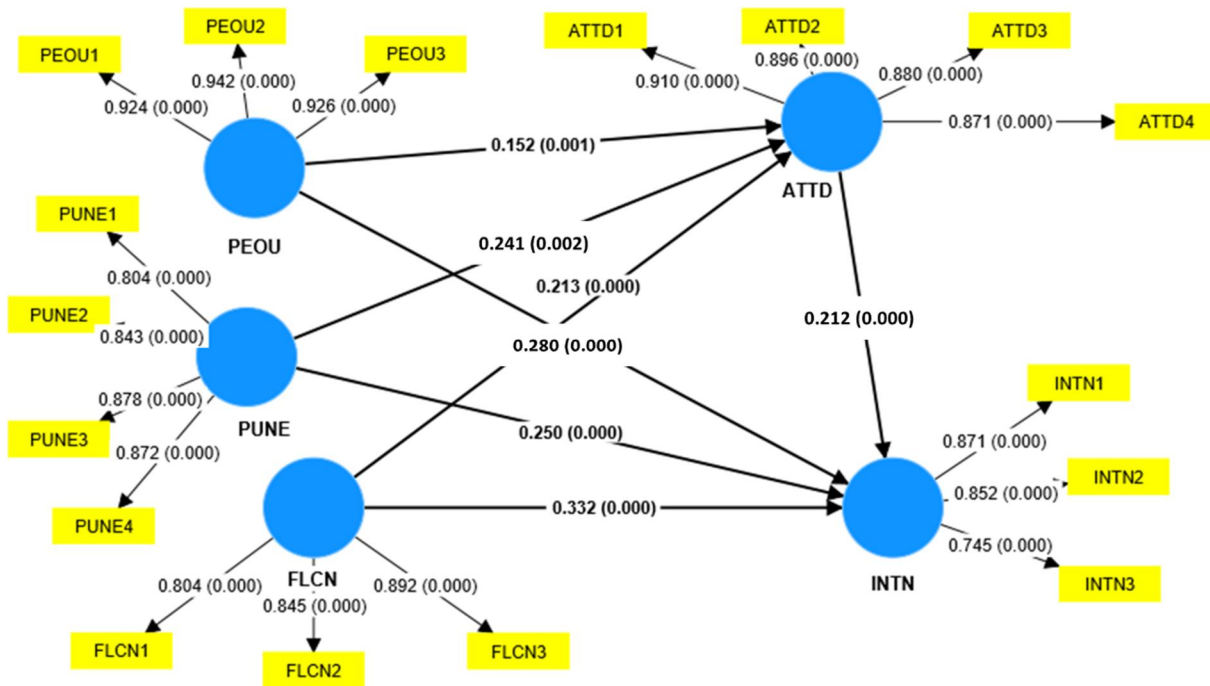 PEOU2
ATTD1
ATTD2
ATTD3
PEOU1
PEOU3
0.942 (0.000)
0.896 (0.000)
0.880 (0.000)
0.924 (0.000)
0.926 (0.000)
0.910 (0.000)
0.871 (0.000)
ATTD4
0.152 (0.001)
ATTD
PUNE1
PEOU
0.241 (0.002)
0.804 (0.000)
0.213 (0.000)
PUNE2
0.843 (0.000)
0.212 (0.000)
0.280 (0.000)
INTN1
0.878 (0.000)
PUNE3
PUNE
0.250 (0.000)
0.871 (0.000)
0.872 (0.000)
INTN2
0.852 (0.000)
0.332 (0.000)
PUNE4
0.745 (0.000)
FLCN
INTN
INTN3
0.804 (0.000)
0.892 (0.000)
0.845 (0.000)
FLCN1
FLCN2
FLCN3